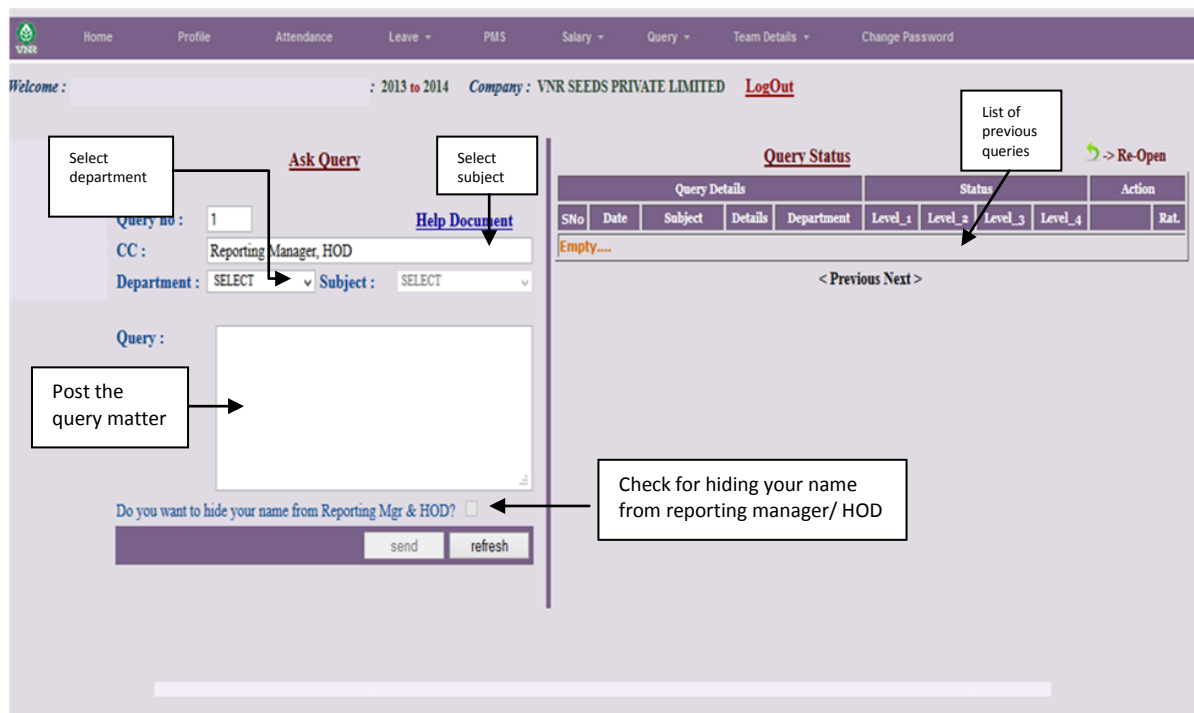 VNR
Home Profile Attendance Leave PMS Salary Query Team Details Change Password
Welcome : : 2013 to 2014 Company : VNR SEEDS PRIVATE LIMITED LogOut
Select
department
Ask Query
Select
subject
Query no : 1 Help Document
CC : Reporting Manager, HOD
Department : SELECT Subject : SELECT
Query :
Post the
query matter
Do you want to hide your name from Reporting Mgr & HOD?
Check for hiding your name
from reporting manager/ HOD
send refresh
List of
previous
queries
Query Status
-> Re-Open
Query Details Status Action
SNo Date Subject Details Department Level_1 Level_2 Level_3 Level_4 Rat.
Empty....
< Previous Next >